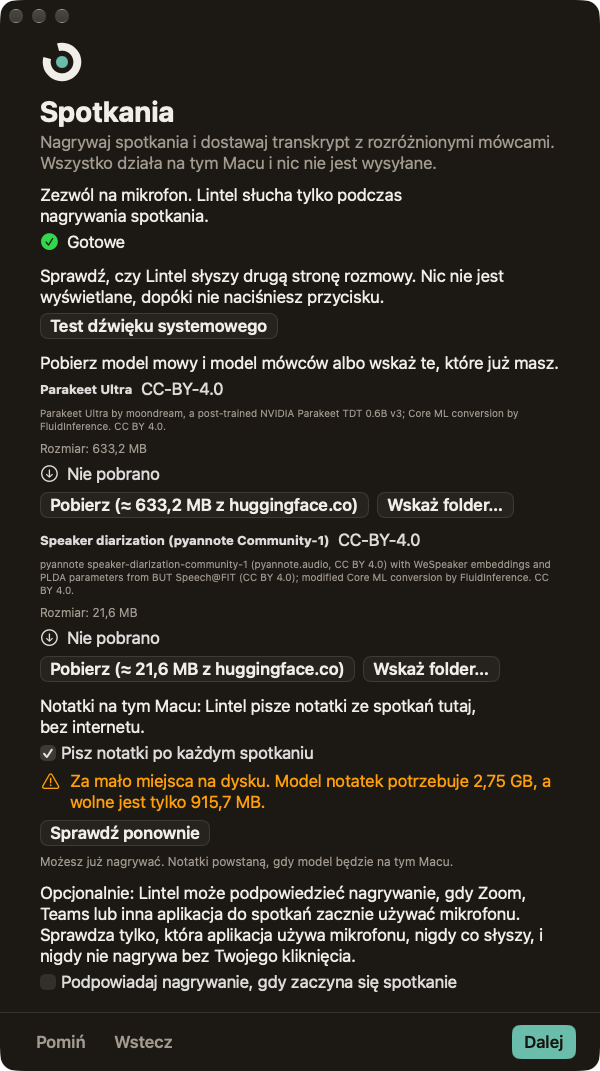 Spotkania
Nagrywaj spotkania i dostawaj transkrypt z rozróżnionymi mówcami.
Wszystko działa na tym Macu i nic nie jest wysyłane.
Zezwól na mikrofon. Lintel słucha tylko podczas
nagrywania spotkania.
Gotowe
Sprawdź, czy Lintel słyszy drugą stronę rozmowy. Nic nie jest
wyświetlane, dopóki nie naciśniesz przycisku.
Test dźwięku systemowego
Pobierz model mowy i model mówców albo wskaż te, które już masz.
Parakeet Ultra CC-BY-4.0
Parakeet Ultra by moondream, a post-trained NVIDIA Parakeet TDT 0.6B v3; Core ML conversion by
FluidInference. CC BY 4.0.
Rozmiar: 633,2 MB
Nie pobrano
Pobierz (≈ 633,2 MB z huggingface.co) Wskaż folder...
Speaker diarization (pyannote Community-1) CC-BY-4.0
pyannote speaker-diarization-community-1 (pyannote.audio, CC BY 4.0) with WeSpeaker embeddings and
PLDA parameters from BUT Speech@FIT (CC BY 4.0); modified Core ML conversion by FluidInference. CC
BY 4.0.
Rozmiar: 21,6 MB
Nie pobrano
Pobierz (≈ 21,6 MB z huggingface.co) Wskaż folder...
Notatki na tym Macu: Lintel pisze notatki ze spotkań tutaj,
bez internetu.
Pisz notatki po każdym spotkaniu
Za mało miejsca na dysku. Model notatek potrzebuje 2,75 GB, a
wolne jest tylko 915,7 MB.
Sprawdź ponownie
Możesz już nagrywać. Notatki powstaną, gdy model będzie na tym Macu.
Opcjonalnie: Lintel może podpowiedzieć nagrywanie, gdy Zoom,
Teams lub inna aplikacja do spotkań zacznie używać mikrofonu.
Sprawdza tylko, która aplikacja używa mikrofonu, nigdy co słyszy, i
nigdy nie nagrywa bez Twojego kliknięcia.
Podpowiadaj nagrywanie, gdy zaczyna się spotkanie
Pomiń Wstecz Dalej